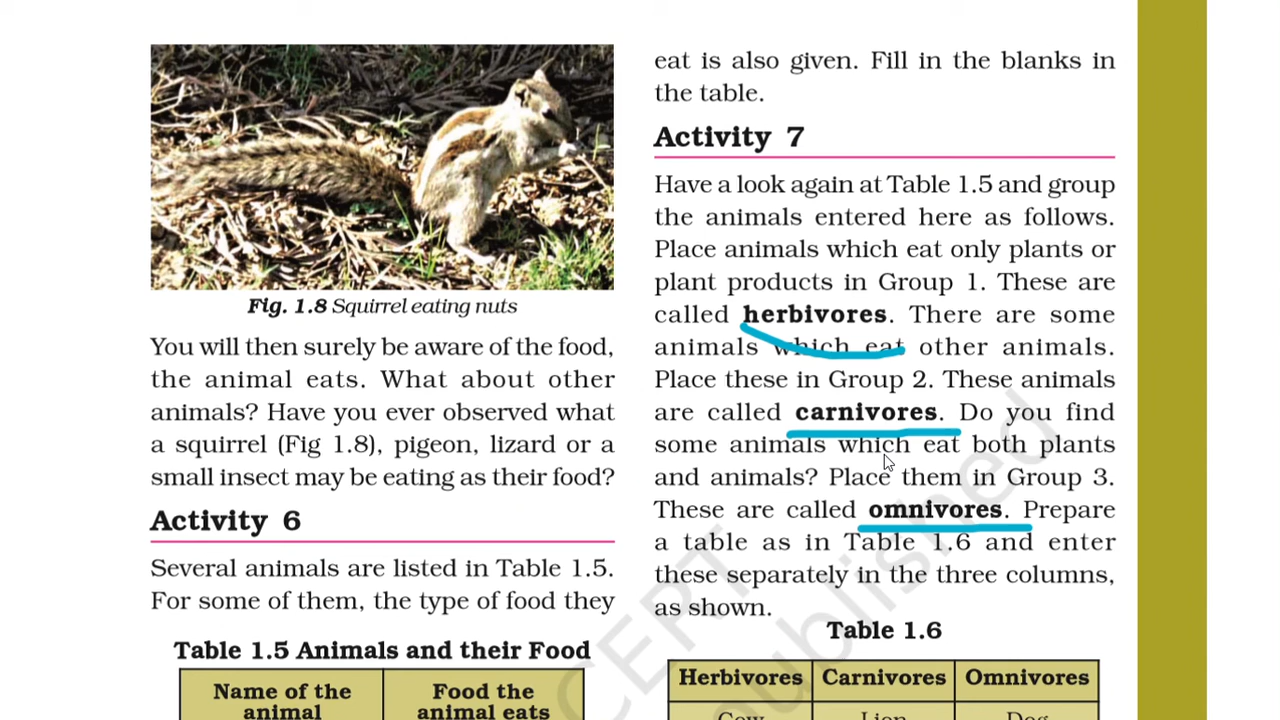 Fig. 1.8 Squirrel eating nuts
You will then surely be aware of the food,
the animal eats. What about other
animals? Have you ever observed what
a squirrel (Fig 1.8), pigeon, lizard or a
small insect may be eating as their food?
Activity 6
Several animals are listed in Table 1.5.
For some of them, the type of food they
Table 1.5 Animals and their Food
Name of the
animal
Food the
animal eats
eat is also given. Fill in the blanks in
the table.
Activity 7
Have a look again at Table 1.5 and group
the animals entered here as follows.
Place animals which eat only plants or
plant products in Group 1. These are
called herbivores. There are some
animals which eat other animals.
Place these in Group 2. These animals
are called carnivores. Do you find
some animals which eat both plants
and animals? Place them in Group 3.
These are called omnivores. Prepare
a table as in Table 1.6 and enter
these separately in the three columns,
as shown.
Table 1.6
Herbivores Carnivores Omnivores
Cow Lion Dog